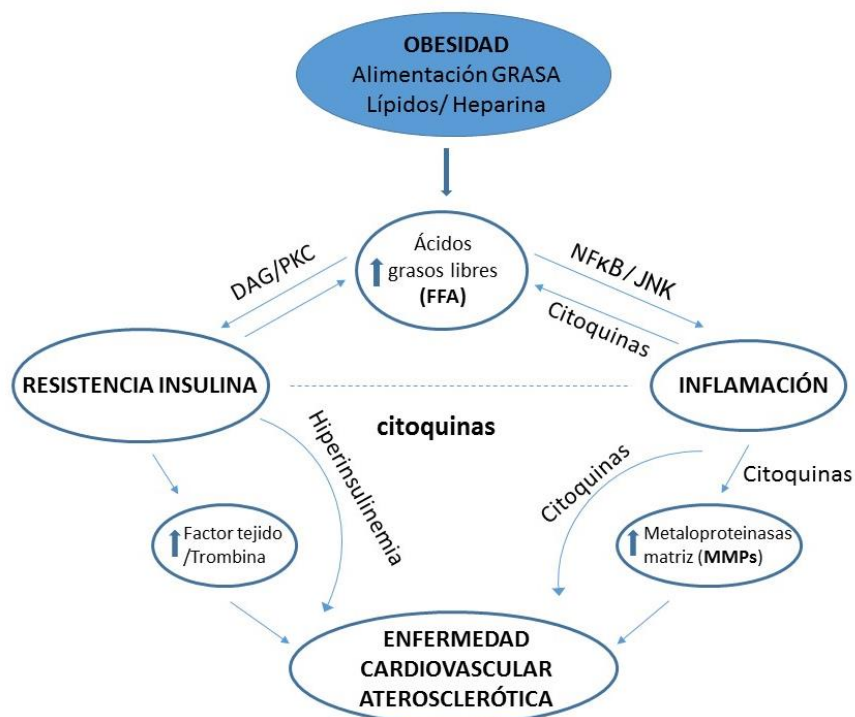 OBESIDAD
Alimentación GRASA
Lípidos/ Heparina
Ácidos
grasos libres
(FFA)
DAG/PKC
NFκB/ JNK
Citoquinas
RESISTENCIA INSULINA
INFLAMACIÓN
citoquinas
Hiperinsulinemia
Citoquinas
Citoquinas
Factor tejido
/Trombina
Metaloproteinasas
matriz (MMPs)
ENFERMEDAD
CARDIOVASCULAR
ATEROSCLERÓTICA